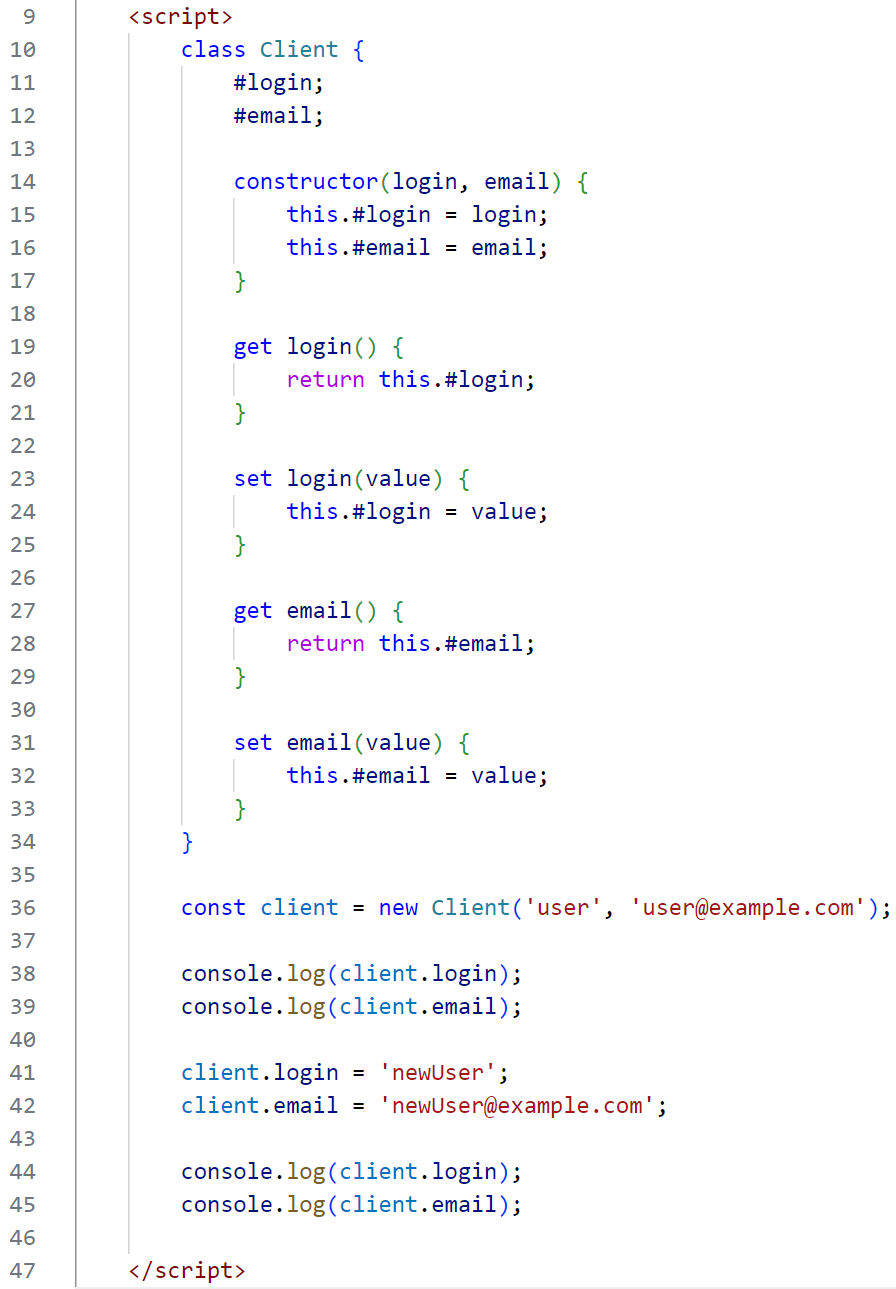 9 <script>
10 class Client {
11 #login;
12 #email;
13
14 constructor(login, email) {
15 this.#login = login;
16 this.#email = email;
17 }
18
19 get login() {
20 return this.#login;
21 }
22
23 set login(value) {
24 this.#login = value;
25 }
26
27 get email() {
28 return this.#email;
29 }
30
31 set email(value) {
32 this.#email = value;
33 }
34 }
35
36 const client = new Client('user', 'user@example.com');
37
38 console.log(client.login);
39 console.log(client.email);
40
41 client.login = 'newUser';
42 client.email = 'newUser@example.com';
43
44 console.log(client.login);
45 console.log(client.email);
46
47 </script>